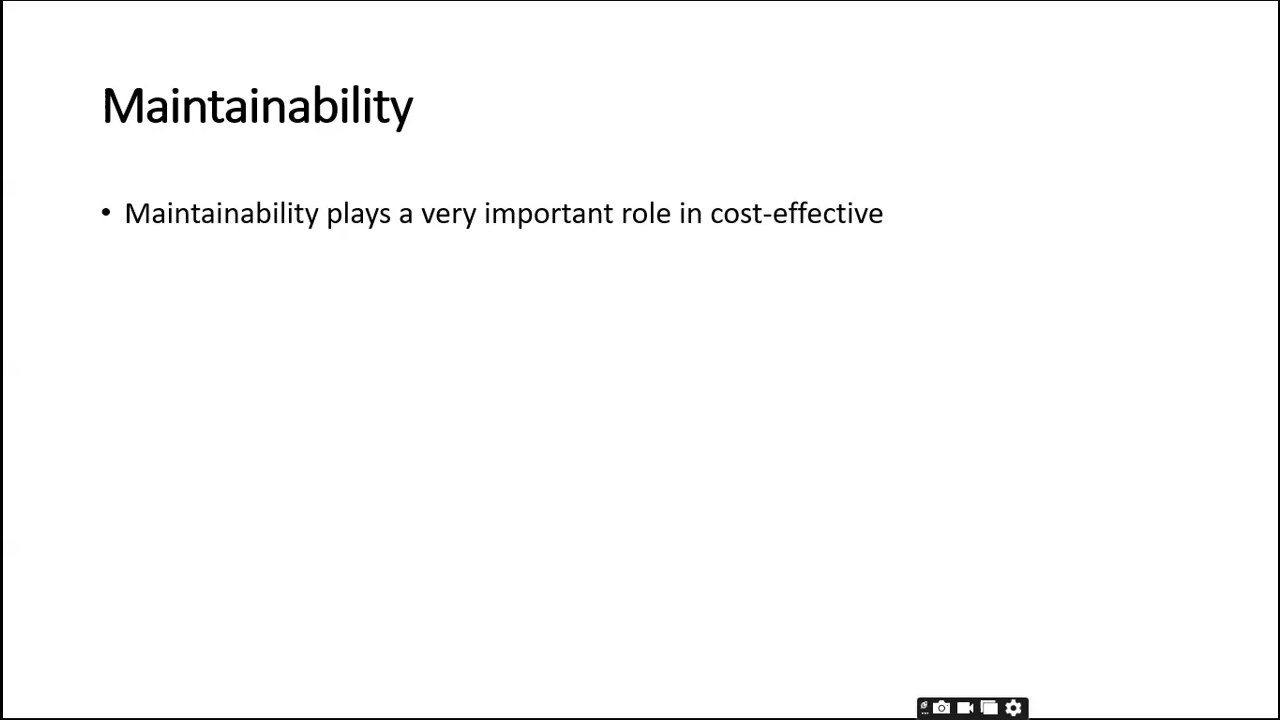 Maintainability
• Maintainability plays a very important role in cost-effective